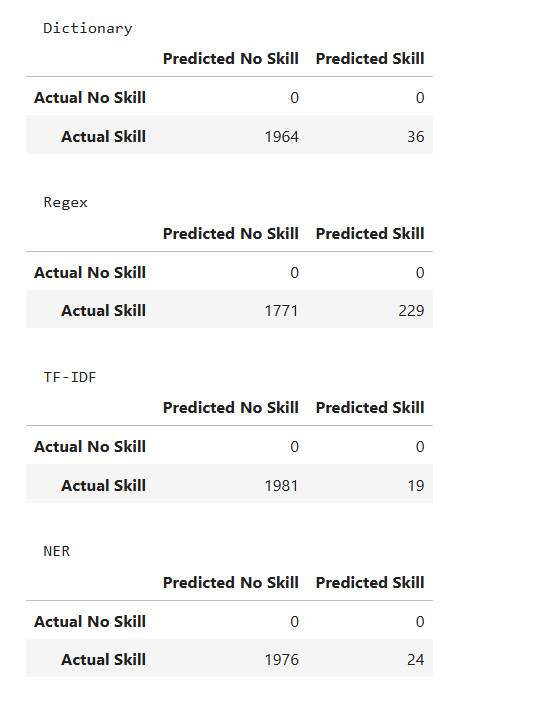 Dictionary
Predicted No Skill Predicted Skill
Actual No Skill 0 0
Actual Skill 1964 36
Regex
Predicted No Skill Predicted Skill
Actual No Skill 0 0
Actual Skill 1771 229
TF-IDF
Predicted No Skill Predicted Skill
Actual No Skill 0 0
Actual Skill 1981 19
NER
Predicted No Skill Predicted Skill
Actual No Skill 0 0
Actual Skill 1976 24